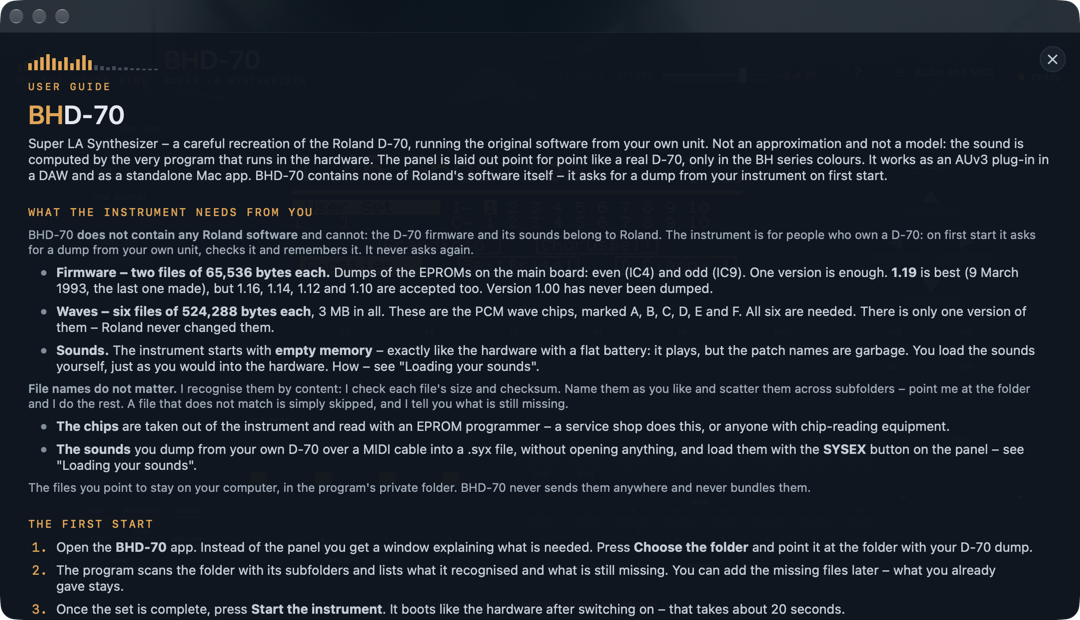 USER GUIDE
BHD-70
Super LA Synthesizer – a careful recreation of the Roland D-70, running the original software from your own unit. Not an approximation and not a model: the sound is
computed by the very program that runs in the hardware. The panel is laid out point for point like a real D-70, only in the BH series colours. It works as an AUv3 plug-in in
a DAW and as a standalone Mac app. BHD-70 contains none of Roland's software itself – it asks for a dump from your instrument on first start.
WHAT THE INSTRUMENT NEEDS FROM YOU
BHD-70 does not contain any Roland software and cannot: the D-70 firmware and its sounds belong to Roland. The instrument is for people who own a D-70: on first start it asks
for a dump from your own unit, checks it and remembers it. It never asks again.
• Firmware – two files of 65,536 bytes each. Dumps of the EPROMs on the main board: even (IC4) and odd (IC9). One version is enough. 1.19 is best (9 March
1993, the last one made), but 1.16, 1.14, 1.12 and 1.10 are accepted too. Version 1.00 has never been dumped.
• Waves – six files of 524,288 bytes each, 3 MB in all. These are the PCM wave chips, marked A, B, C, D, E and F. All six are needed. There is only one version of
them – Roland never changed them.
• Sounds. The instrument starts with empty memory – exactly like the hardware with a flat battery: it plays, but the patch names are garbage. You load the sounds
yourself, just as you would into the hardware. How – see "Loading your sounds".
File names do not matter. I recognise them by content: I check each file's size and checksum. Name them as you like and scatter them across subfolders – point me at the folder
and I do the rest. A file that does not match is simply skipped, and I tell you what is still missing.
• The chips are taken out of the instrument and read with an EPROM programmer – a service shop does this, or anyone with chip-reading equipment.
• The sounds you dump from your own D-70 over a MIDI cable into a .syx file, without opening anything, and load them with the SYSEX button on the panel – see
"Loading your sounds".
The files you point to stay on your computer, in the program's private folder. BHD-70 never sends them anywhere and never bundles them.
THE FIRST START
1. Open the BHD-70 app. Instead of the panel you get a window explaining what is needed. Press Choose the folder and point it at the folder with your D-70 dump.
2. The program scans the folder with its subfolders and lists what it recognised and what is still missing. You can add the missing files later – what you already
gave stays.
3. Once the set is complete, press Start the instrument. It boots like the hardware after switching on – that takes about 20 seconds.